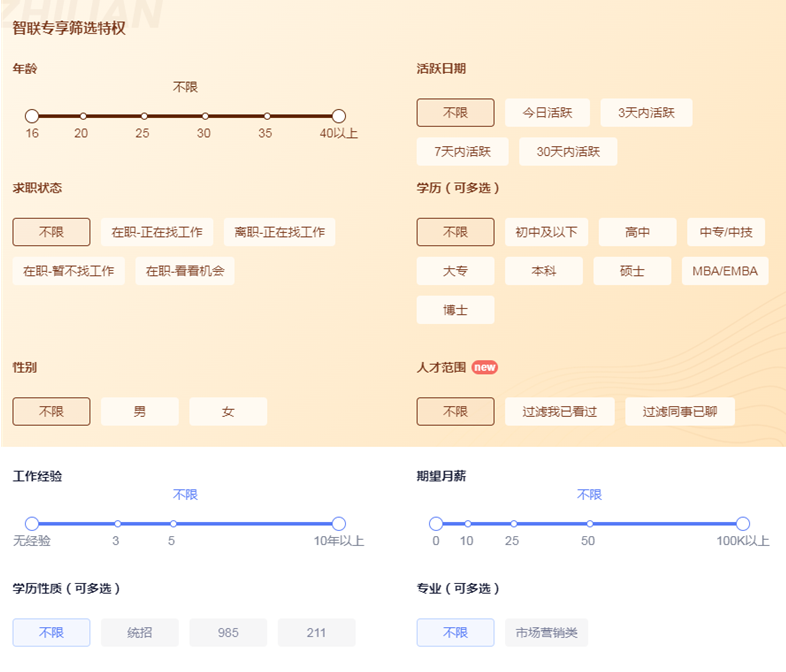 ZHILIAN
智联专享筛选特权
年龄
不限
16 20 25 30 35 40以上
活跃日期
不限 今日活跃 3天内活跃
7天内活跃 30天内活跃
求职状态
不限 在职-正在找工作 离职-正在找工作
在职-暂不找工作 在职-看看机会
学历（可多选）
不限 初中及以下 高中 中专/中技
大专 本科 硕士 MBA/EMBA
博士
性别
不限 男 女
人才范围 new
不限 过滤我已看过 过滤同事已聊
工作经验
不限
无经验 3 5 10年以上
期望月薪
不限
0 10 25 50 100K以上
学历性质（可多选）
不限 统招 985 211
专业（可多选）
不限 市场营销类